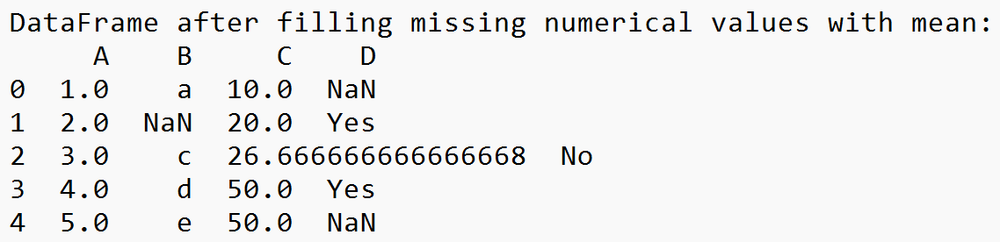 DataFrame after filling missing numerical values with mean:
     A    B     C    D
0  1.0    a  10.0  NaN
1  2.0  NaN  20.0  Yes
2  3.0    c  26.666666666666668  No
3  4.0    d  50.0  Yes
4  5.0    e  50.0  NaN